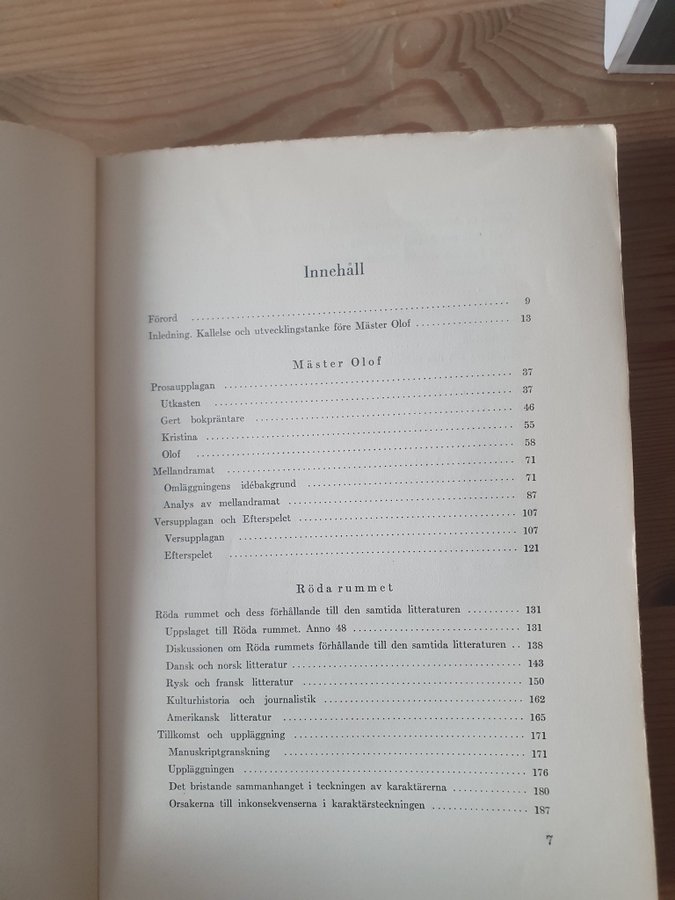 Innehåll
Förord 9
Inledning. Kallelse och utvecklingstanke före Mäster Olof 13
Mäster Olof
Prosaupplagan 37
Utkasten 37
Gert bokpräntare 46
Kristina 55
Olof 58
Mellandramat 71
Omläggningens idébakgrund 71
Analys av mellandramat 87
Versupplagan och Efterspelet 107
Versupplagan 107
Efterspelet 121
Röda rummet
Röda rummet och dess förhållande till den samtida litteraturen 131
Uppslaget till Röda rummet. Anno 48 131
Diskussionen om Röda rummets förhållande till den samtida litteraturen 138
Dansk och norsk litteratur 143
Rysk och fransk litteratur 150
Kulturhistoria och journalistik 162
Amerikansk litteratur 165
Tillkomst och uppläggning 171
Manuskriptgranskning 171
Uppläggningen 176
Det bristande sammanhanget i teckningen av karaktärerna 180
Orsakerna till inkonsekvenserna i karaktärsteckningen 187
7